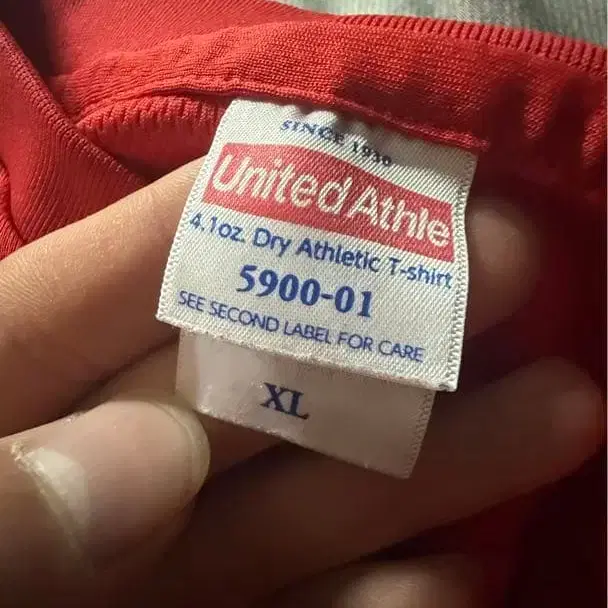 SINCE 1930
United Athle
4.1oz. Dry Athletic T-shirt
5900-01
SEE SECOND LABEL FOR CARE
XL